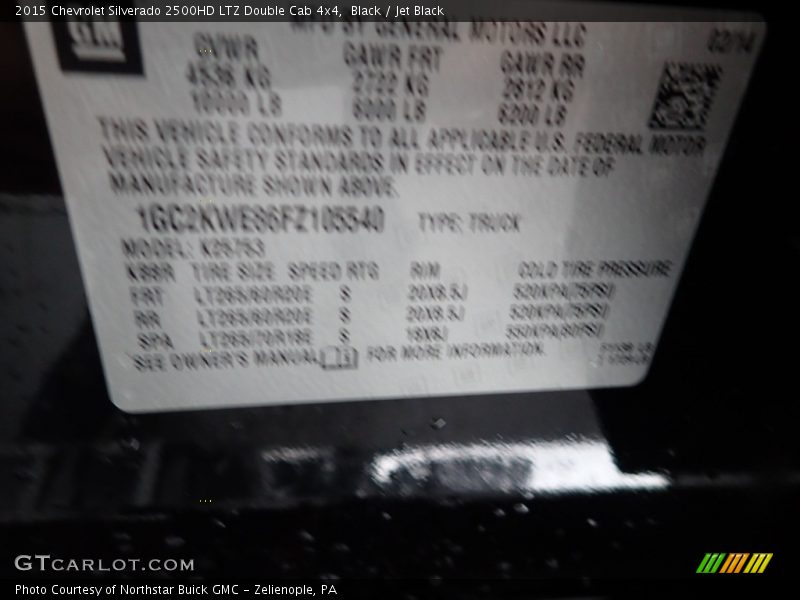 2015 Chevrolet Silverado 2500HD LTZ Double Cab 4x4, Black / Jet Black
MFD BY GENERAL MOTORS LLC
02/14
GM
GVWR GAWR FRT GAWR RR
4536 KG 2722 KG 2812 KG
10000 LB 6000 LB 6200 LB
THIS VEHICLE CONFORMS TO ALL APPLICABLE U.S. FEDERAL MOTOR
VEHICLE SAFETY STANDARDS IN EFFECT ON THE DATE OF
MANUFACTURE SHOWN ABOVE.
1GC2KWE86FZ105540 TYPE: TRUCK
MODEL: K25753
TIRE SIZE SPEED RTG RIM COLD TIRE PRESSURE
FRT LT265/60R20E S 20X8.5J 520KPA(75PSI)
RR LT265/60R20E S 20X8.5J 520KPA(75PSI)
SPA LT265/70R18E S 18X8J 550KPA(80PSI)
SEE OWNER'S MANUAL FOR MORE INFORMATION.
GTCARLOT.COM
Photo Courtesy of Northstar Buick GMC – Zelienople, PA